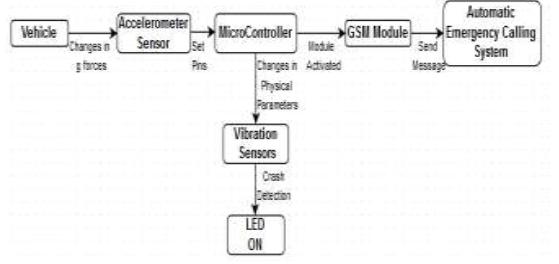 Vehicle
Changes in
g forces
Accelerometer
Sensor
Set
Pins
MicroController
Module
Activated
GSM Module
Send
Message
Automatic
Emergency Calling
System
Changes in
Physical
Parameters
Vibration
Sensors
Crash
Detection
LED
ON